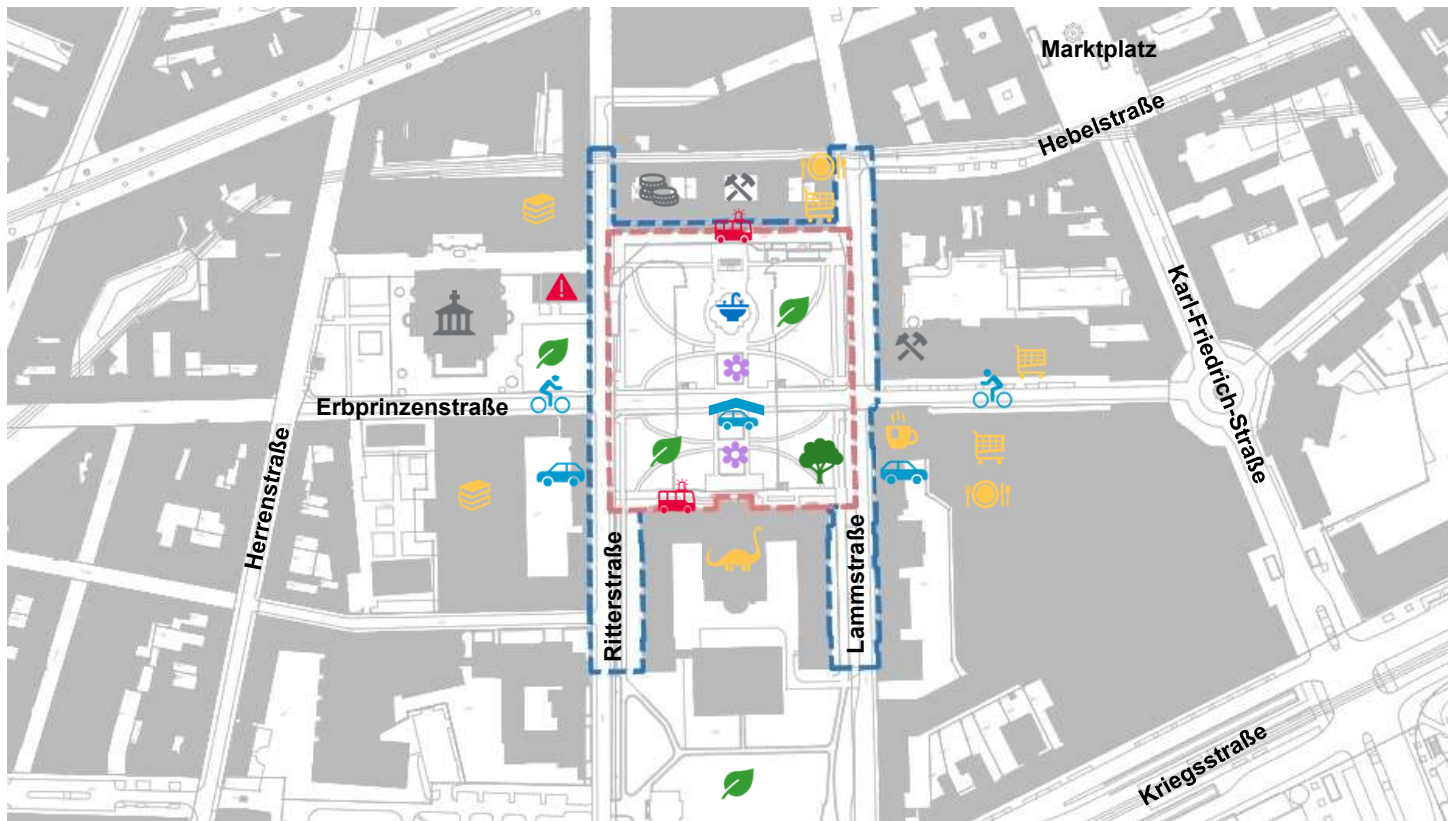 Marktplatz
Hebelstraße
Karl-Friedrich-Straße
Erbprinzenstraße
Herrenstraße
Ritterstraße
Lammstraße
Kriegsstraße